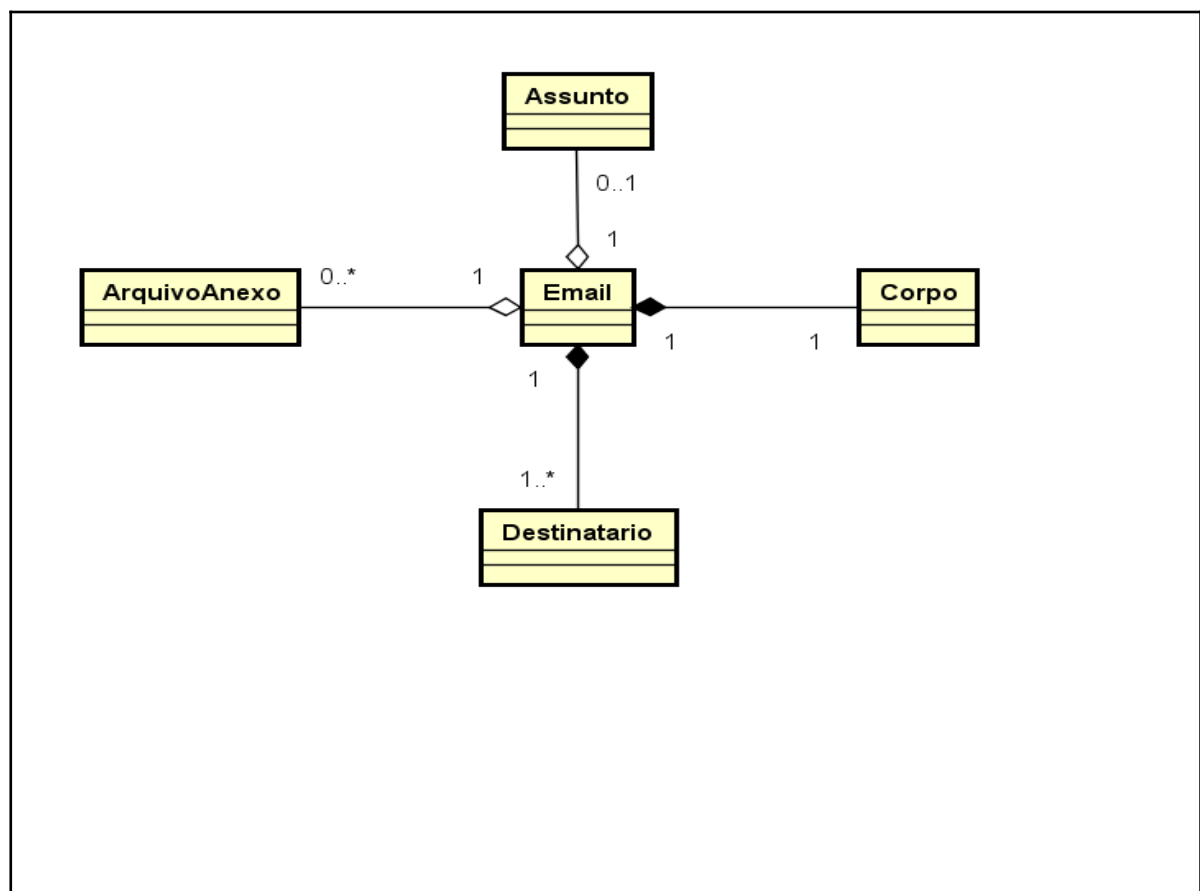 Assunto
0..1
1
ArquivoAnexo
0..*
1
Email
Corpo
1
1
1
1..*
Destinatario